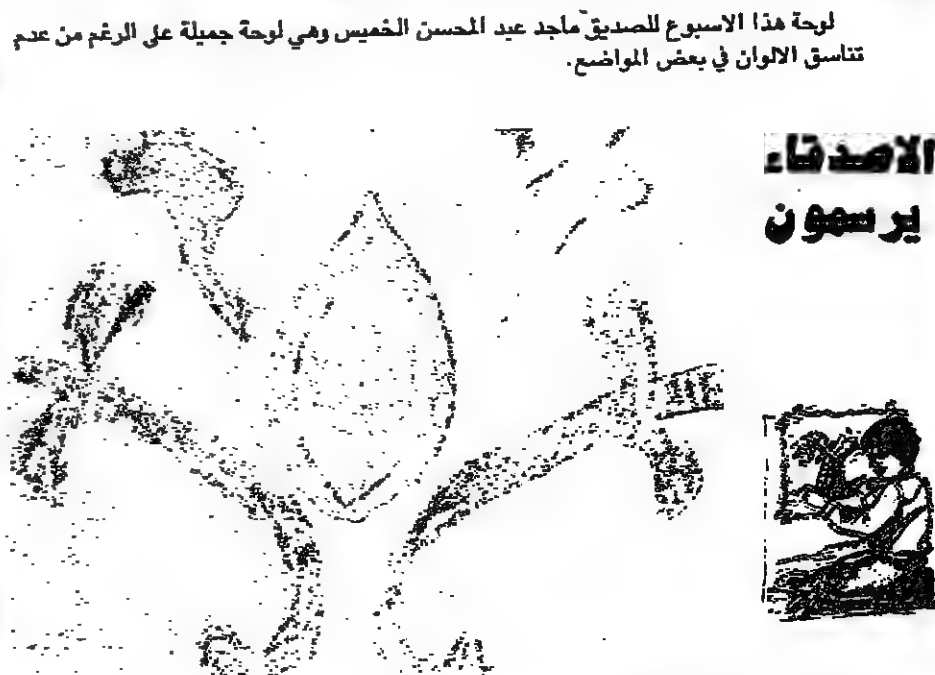 لوحة هذا الاسبوع للصديق ماجد عبد المحسن الخميس وهي لوحة جميلة على الرغم من عدم
تناسق الالوان في بعض المواضع.
الاصدقاء
يرسمون